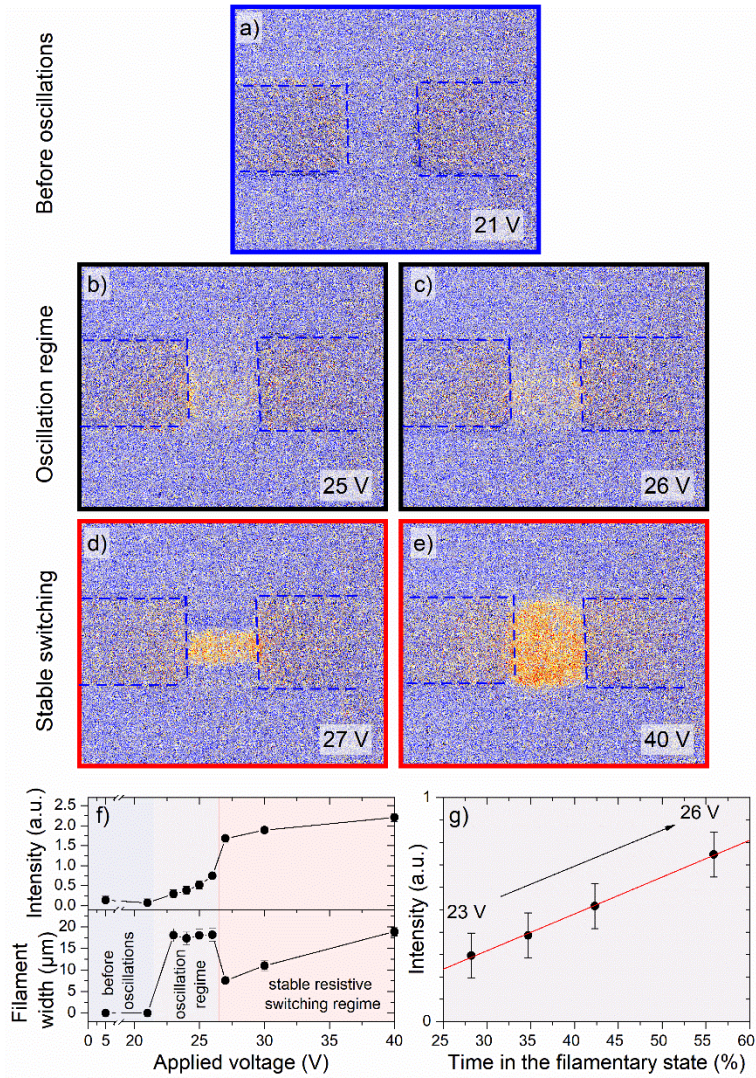 Before oscillations
a)
21 V
Oscillation regime
b)
25 V
c)
26 V
Stable switching
d)
27 V
e)
40 V
f)
Intensity (a.u.)
2.5
2.0
1.5
1.0
0.5
0.0
Filament
width (µm)
20
15
10
5
0
before
oscillations
oscillation
regime
stable resistive
switching regime
0 5 20 25 30 35 40
Applied voltage (V)
g)
Intensity (a.u.)
1
0
23 V
26 V
25 30 35 40 45 50 55 60
Time in the filamentary state (%)